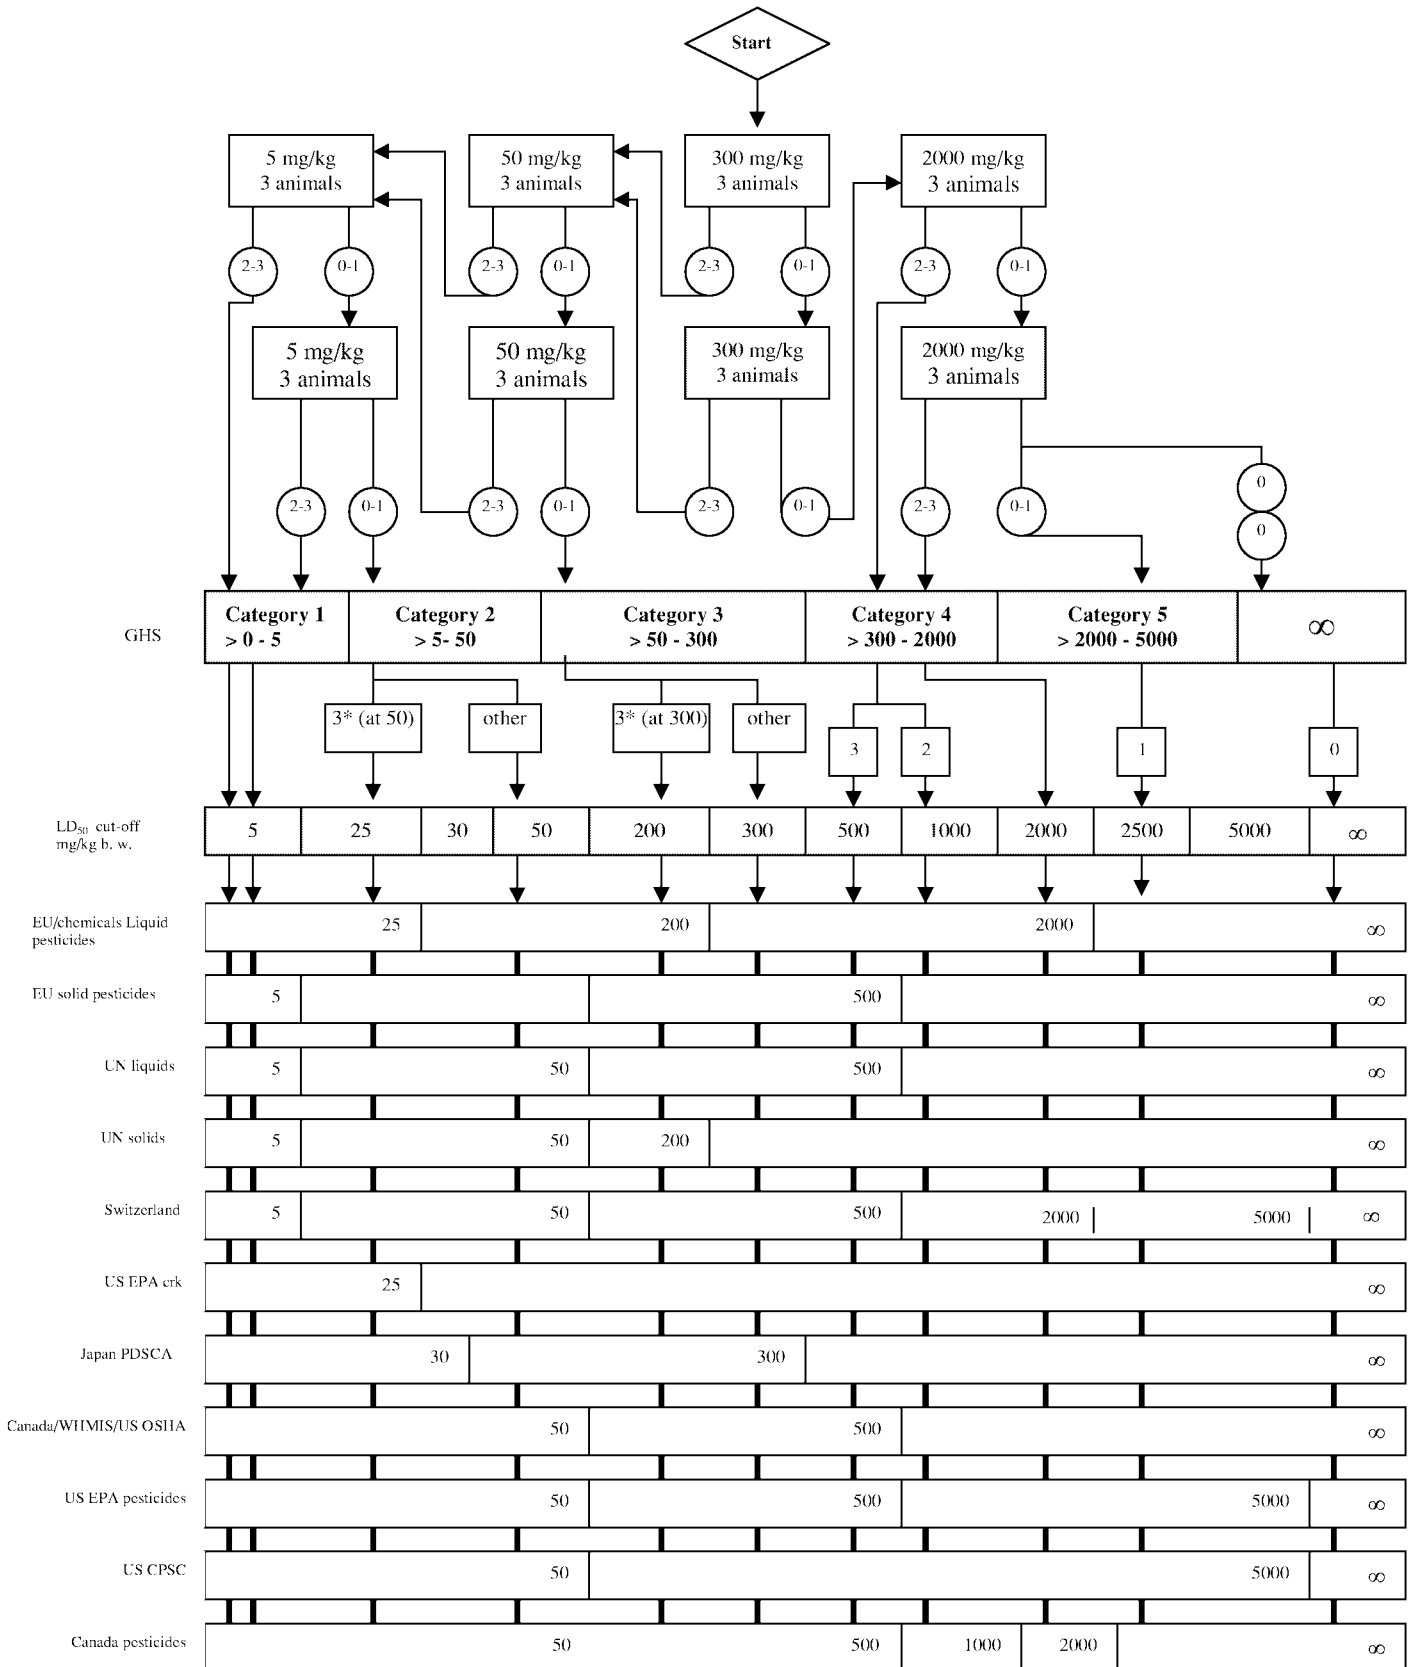 Start
5 mg/kg
3 animals
50 mg/kg
3 animals
300 mg/kg
3 animals
2000 mg/kg
3 animals
2-3
0-1
2-3
0-1
2-3
0-1
2-3
0-1
5 mg/kg
3 animals
50 mg/kg
3 animals
300 mg/kg
3 animals
2000 mg/kg
3 animals
2-3
0-1
2-3
0-1
2-3
0-1
2-3
0-1
0
0
GHS
Category 1
> 0 - 5
Category 2
> 5- 50
Category 3
> 50 - 300
Category 4
> 300 - 2000
Category 5
> 2000 - 5000
∞
3* (at 50)
other
3* (at 300)
other
3
2
1
0
LD₅₀ cut-off
mg/kg b. w.
5
25
30
50
200
300
500
1000
2000
2500
5000
∞
EU/chemicals Liquid
pesticides
25
200
2000
∞
EU solid pesticides
5
500
∞
UN liquids
5
50
500
∞
UN solids
5
50
200
∞
Switzerland
5
50
500
2000
5000
∞
US EPA crk
25
∞
Japan PDSCA
30
300
∞
Canada/WHMIS/US OSHA
50
500
∞
US EPA pesticides
50
500
5000
∞
US CPSC
50
5000
∞
Canada pesticides
50
500
1000
2000
∞